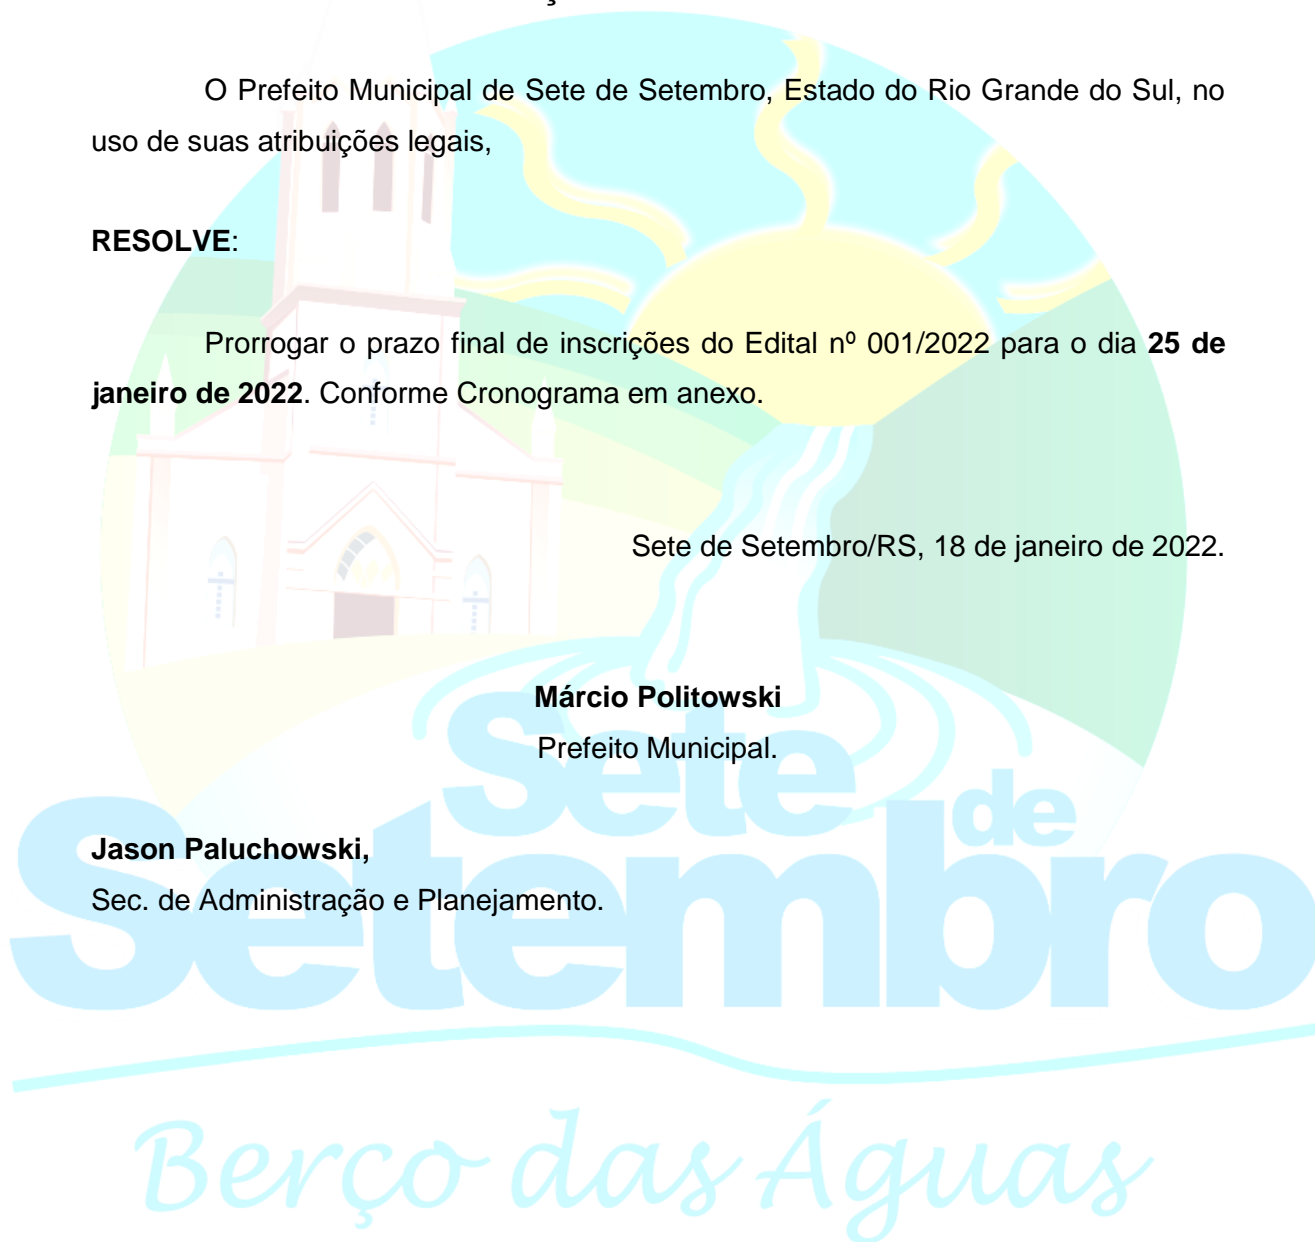 O Prefeito Municipal de Sete de Setembro, Estado do Rio Grande do Sul, no
uso de suas atribuições legais,
RESOLVE:
Prorrogar o prazo final de inscrições do Edital nº 001/2022 para o dia 25 de
janeiro de 2022. Conforme Cronograma em anexo.
Sete de Setembro/RS, 18 de janeiro de 2022.
Márcio Politowski
Prefeito Municipal.
Jason Paluchowski,
Sec. de Administração e Planejamento.
Sete de
Setembro
Berço das Águas